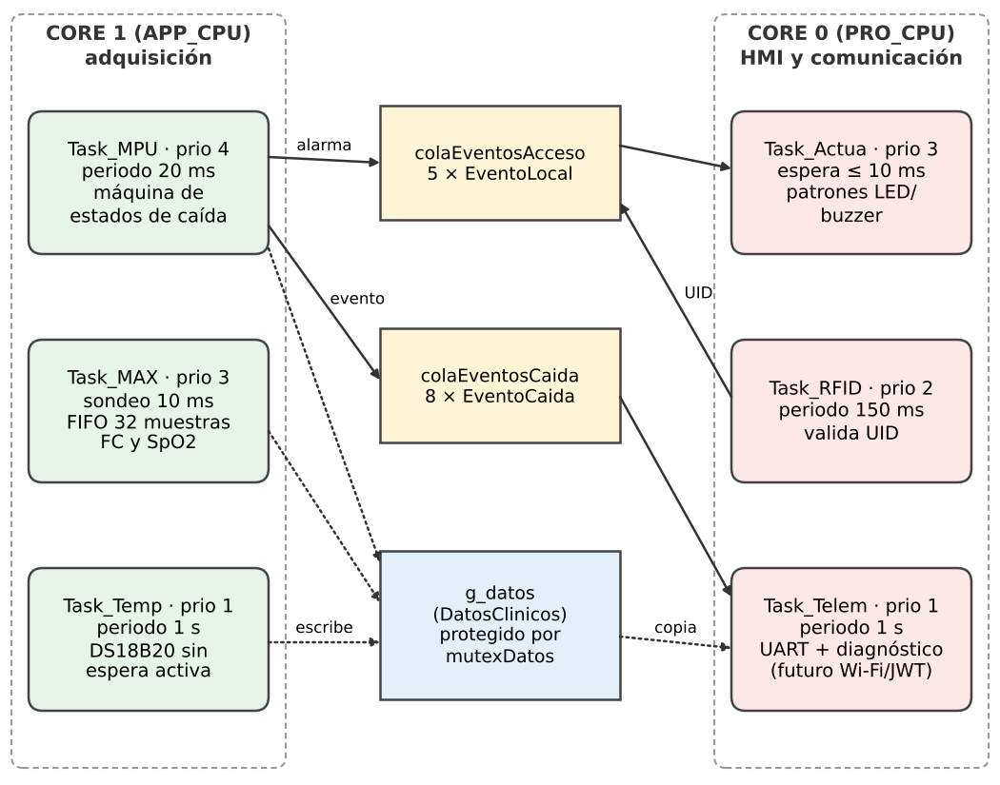 CORE 1 (APP_CPU)
adquisición
Task_MPU · prio 4
periodo 20 ms
máquina de
estados de caída
Task_MAX · prio 3
sondeo 10 ms
FIFO 32 muestras
FC y SpO2
Task_Temp · prio 1
periodo 1 s
DS18B20 sin
espera activa
alarma
evento
escribe
colaEventosAcceso
5 × EventoLocal
colaEventosCaida
8 × EventoCaida
g_datos
(DatosClinicos)
protegido por
mutexDatos
UID
copia
CORE 0 (PRO_CPU)
HMI y comunicación
Task_Actua · prio 3
espera ≤ 10 ms
patrones LED/
buzzer
Task_RFID · prio 2
periodo 150 ms
valida UID
Task_Telem · prio 1
periodo 1 s
UART + diagnóstico
(futuro Wi-Fi/JWT)